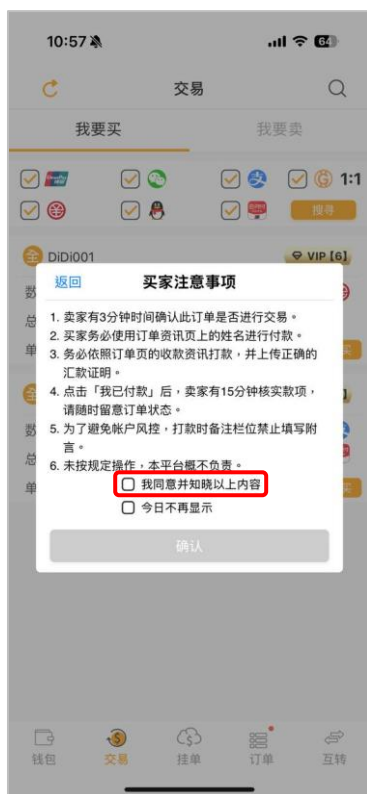 10:57
64
交易
我要买
我要卖
1:1
搜寻
DiDi001
VIP【6】
返回
买家注意事项
数
总
单
1. 卖家有3分钟时间确认此订单是否进行交易。
2. 买家务必使用订单资讯页上的姓名进行付款。
3. 务必依照订单页的收款资讯打款，并上传正确的
汇款证明。
4. 点击「我已付款」后，卖家有15分钟核实款项，
请随时留意订单状态。
5. 为了避免帐户风控，打款时备注栏位禁止填写附
言。
6. 未按规定操作，本平台概不负责。
数
总
单
我同意并知晓以上内容
今日不再显示
确认
钱包
交易
挂单
订单
互转